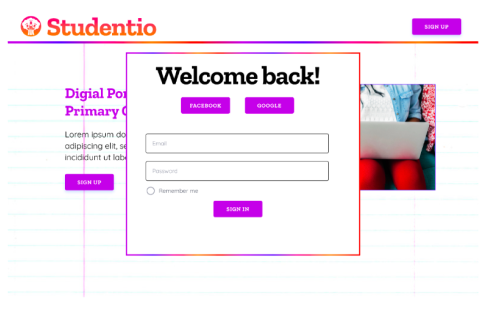 Studentio
SIGN UP
Welcome back!
FACEBOOK
GOOGLE
Digial Por
Primary
Lorem ipsum do
adipiscing elit, se
incididunt ut lab
SIGN UP
Email
Password
Remember me
SIGN IN